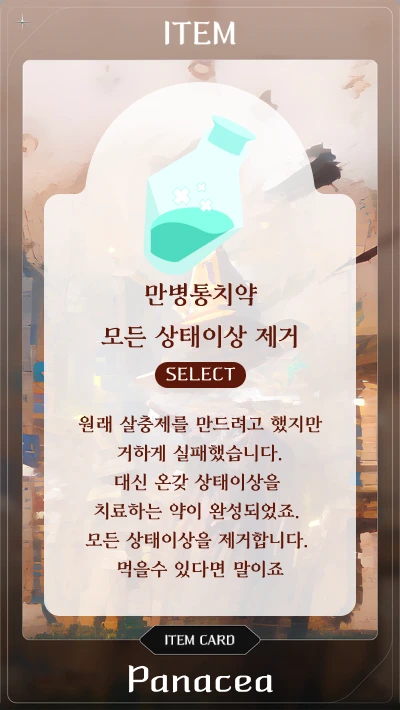 ITEM
만병통치약
모든 상태이상 제거
SELECT
원래 살충제를 만드려고 했지만
거하게 실패했습니다.
대신 온갖 상태이상을
치료하는 약이 완성되었죠.
모든 상태이상을 제거합니다.
먹을수 있다면 말이죠
ITEM CARD
Panacea